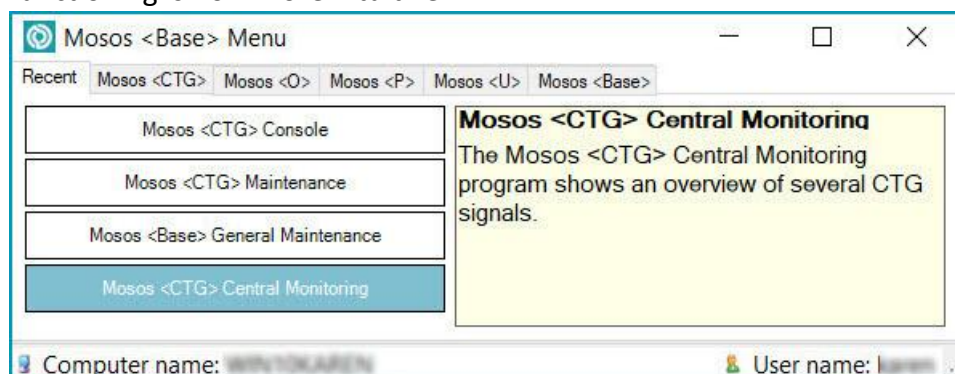 Mosos <Base> Menu
Recent Mosos <CTG> Mosos <O> Mosos <P> Mosos <U> Mosos <Base>
Mosos <CTG> Console
Mosos <CTG> Maintenance
Mosos <Base> General Maintenance
Mosos <CTG> Central Monitoring
Mosos <CTG> Central Monitoring
The Mosos <CTG> Central Monitoring
program shows an overview of several CTG
signals.
Computer name:
User name: